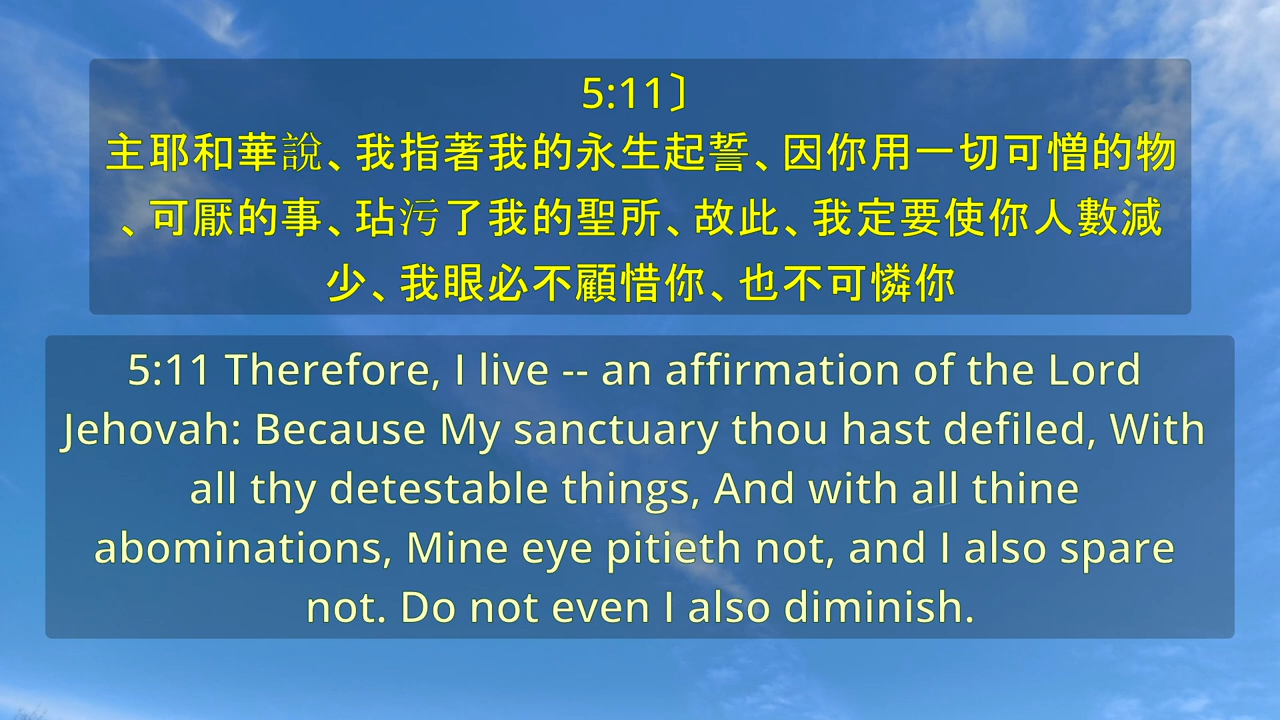 5:11〕
主耶和華說、我指著我的永生起誓、因你用一切可憎的物
、可厭的事、玷污了我的聖所、故此、我定要使你人數減
少、我眼必不顧惜你、也不可憐你
5:11 Therefore, I live -- an affirmation of the Lord
Jehovah: Because My sanctuary thou hast defiled, With
all thy detestable things, And with all thine
abominations, Mine eye pitieth not, and I also spare
not. Do not even I also diminish.